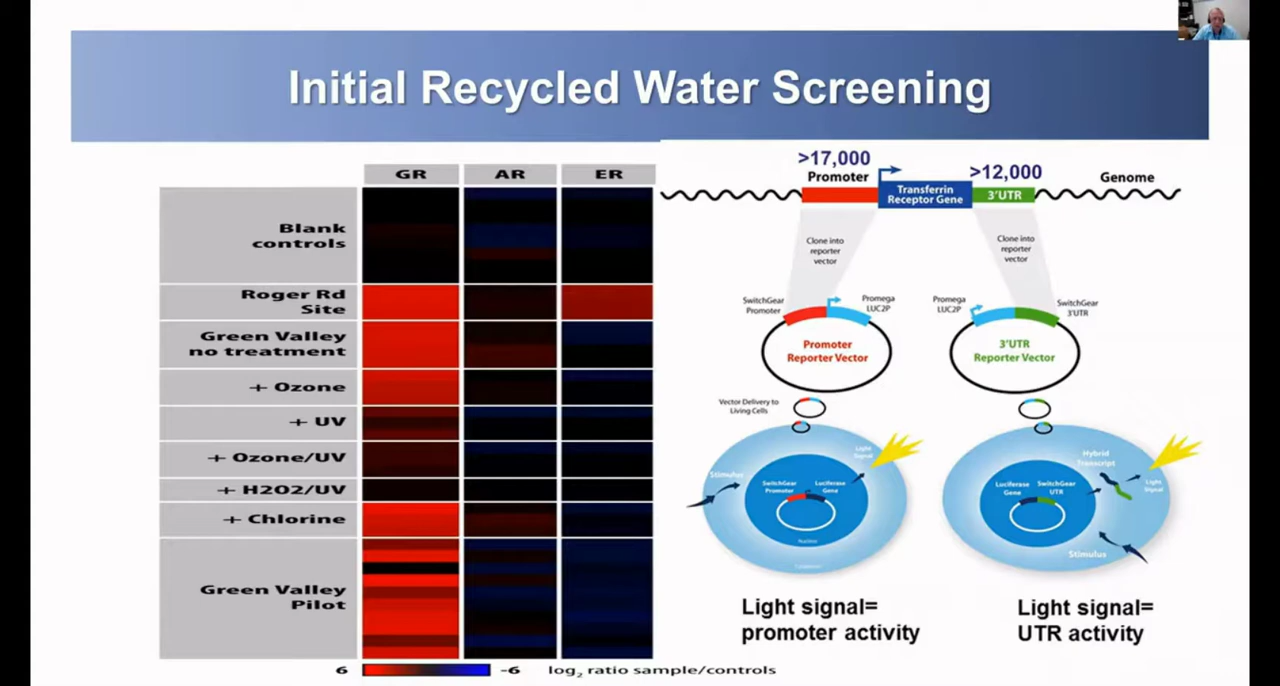 Initial Recycled Water Screening
GR AR ER
Blank
controls
Roger Rd
Site
Green Valley
no treatment
+ Ozone
+ UV
+ Ozone/UV
+ H2O2/UV
+ Chlorine
Green Valley
Pilot
6 -6 log₂ ratio sample/controls
>17,000
Promoter
Transferrin
Receptor Gene
>12,000
3'UTR
Genome
Clone into
reporter
vector
Clone into
reporter
vector
SwitchGear
Promoter
Promega
LUC2P
Promega
LUC2P
SwitchGear
3'UTR
Promoter
Reporter Vector
3'UTR
Reporter Vector
Vector Delivery to
Living Cells
Stimulus
SwitchGear
Promoter
Luciferase
Gene
Light
Signal
Nucleus
Luciferase
Gene
SwitchGear
UTR
Hybrid
Transcript
Light
Signal
Stimulus
Light signal=
promoter activity
Light signal=
UTR activity